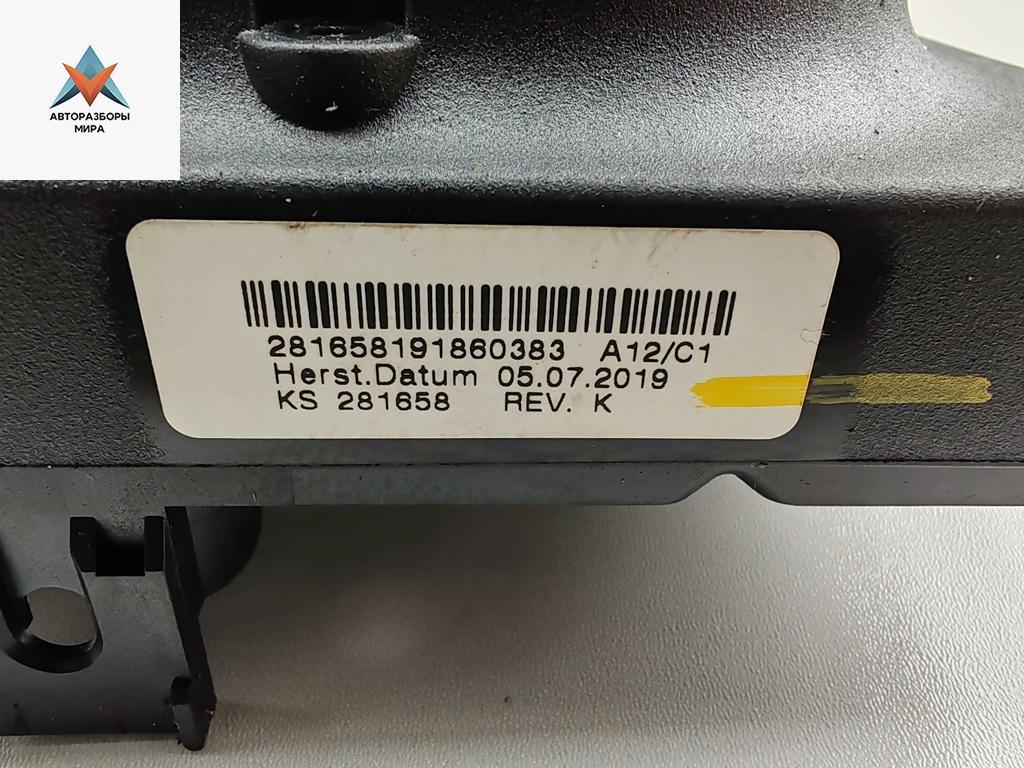 АВТОРАЗБОРЫ
МИРА
281658191860383 A12/C1
Herst.Datum 05.07.2019
KS 281658 REV. K